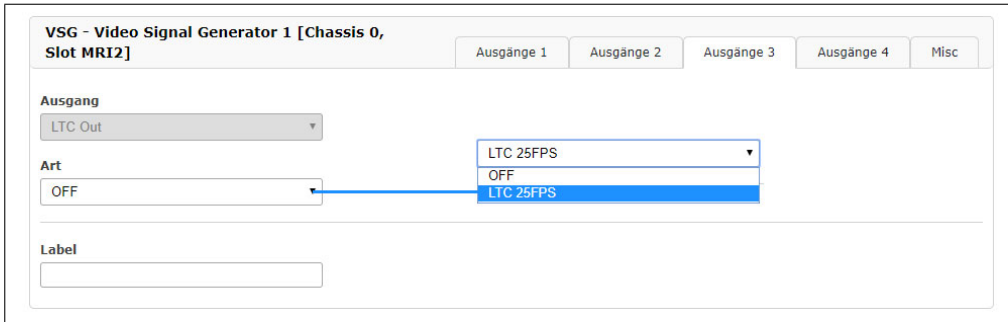 VSG - Video Signal Generator 1 [Chassis 0,
Slot MRI2]
Ausgänge 1
Ausgänge 2
Ausgänge 3
Ausgänge 4
Misc
Ausgang
LTC Out
Art
OFF
LTC 25FPS
OFF
LTC 25FPS
Label